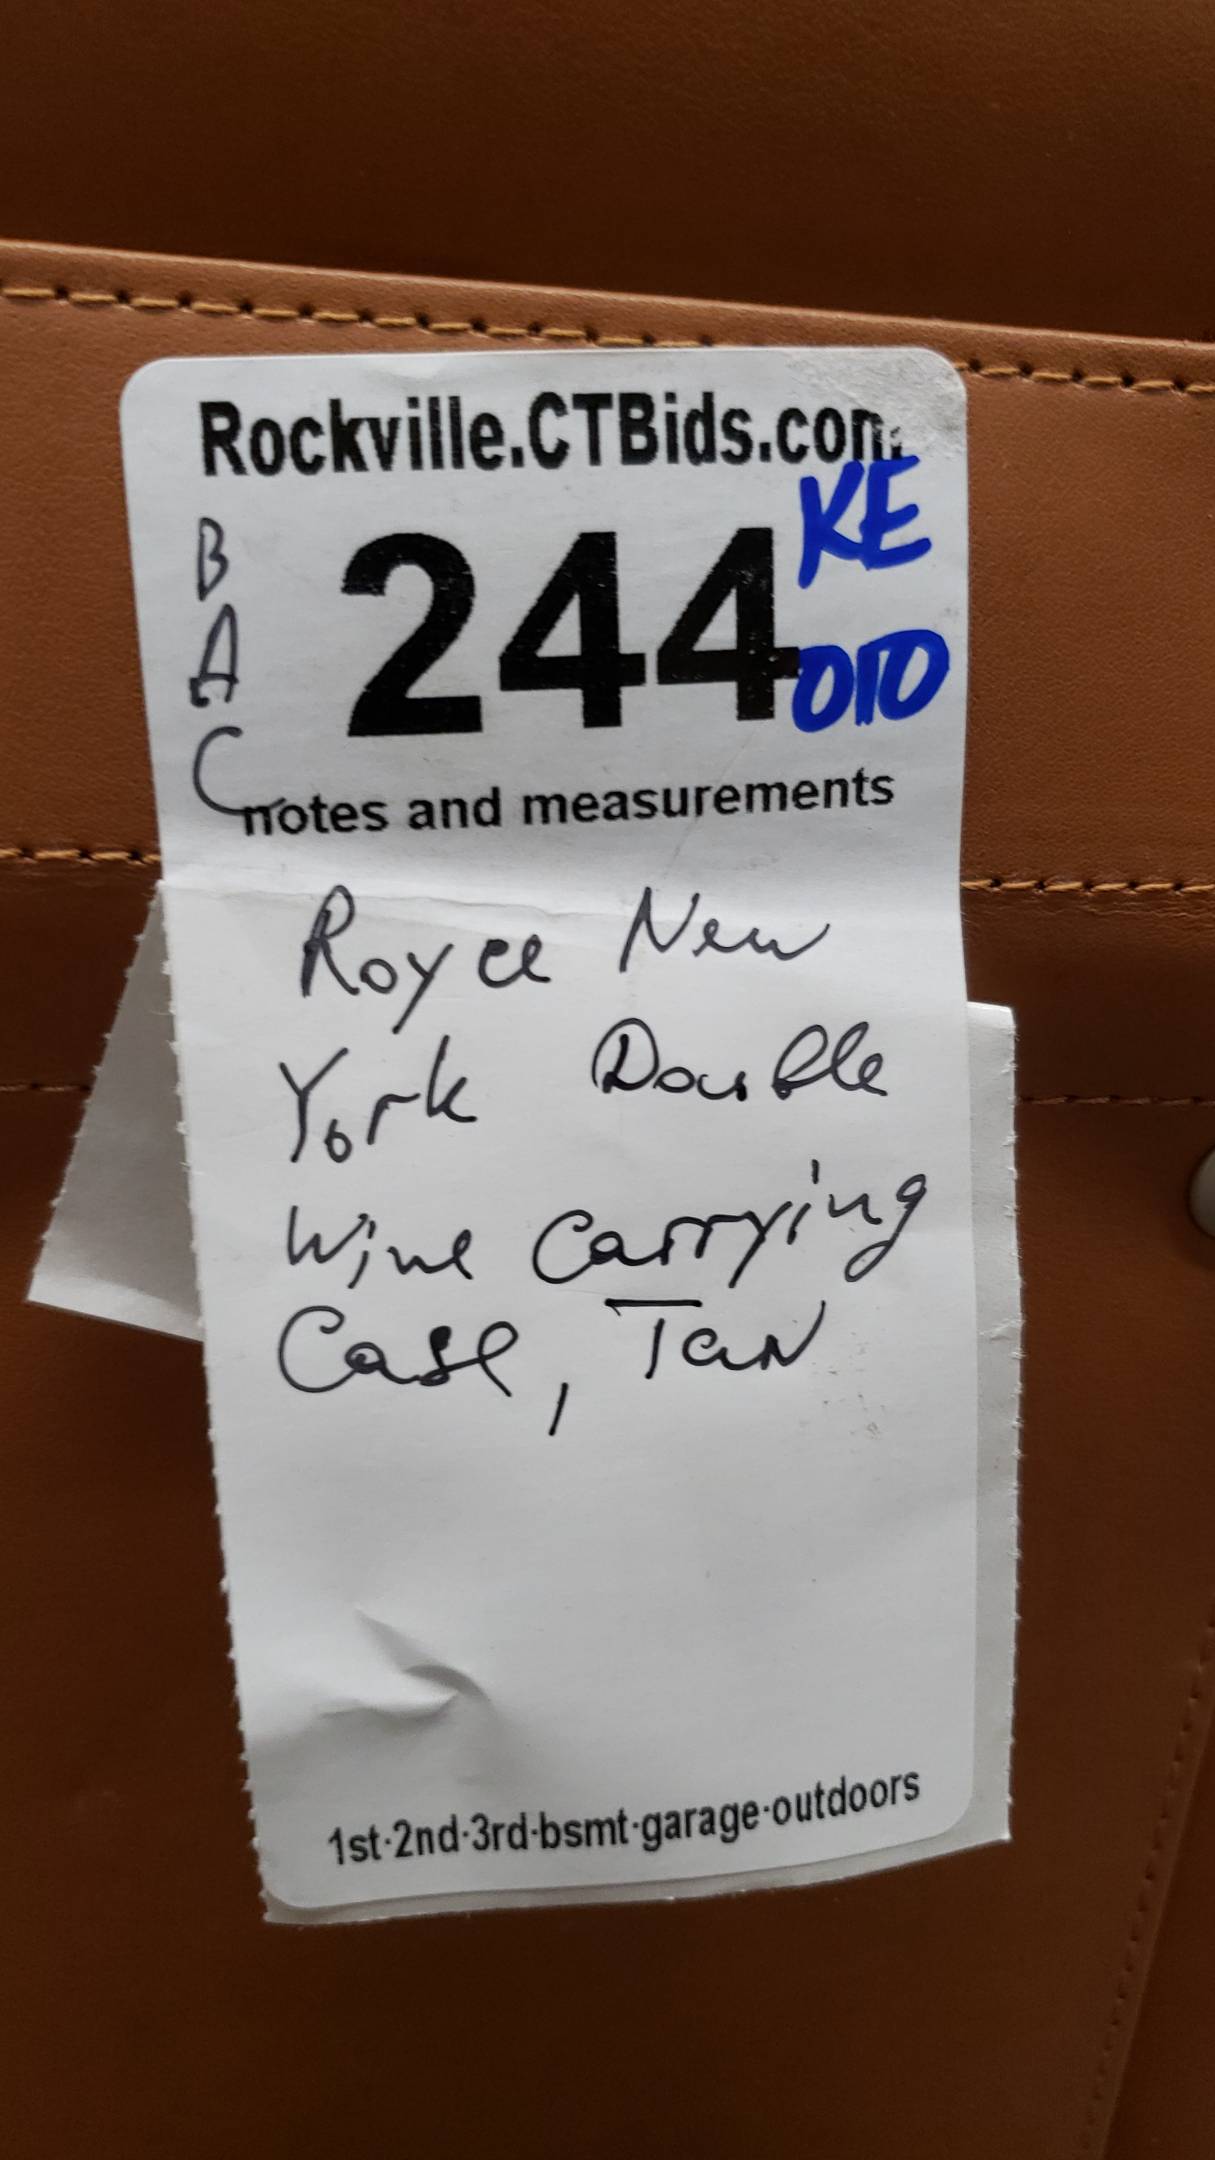 Rockville.CTBids.com
KE
B
A
C
244
010
notes and measurements
Royce New
York Double
Wine Carrying
Case, Tan
1st·2nd·3rd·bsmt·garage·outdoors